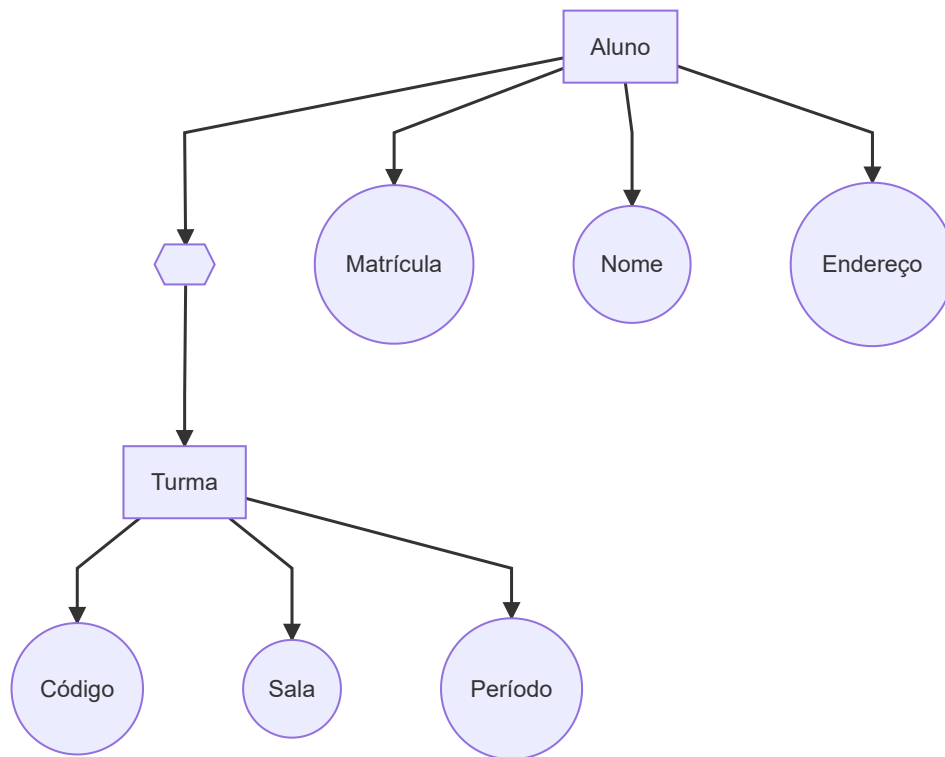 Aluno
Matrícula
Nome
Endereço
Turma
Código
Sala
Período